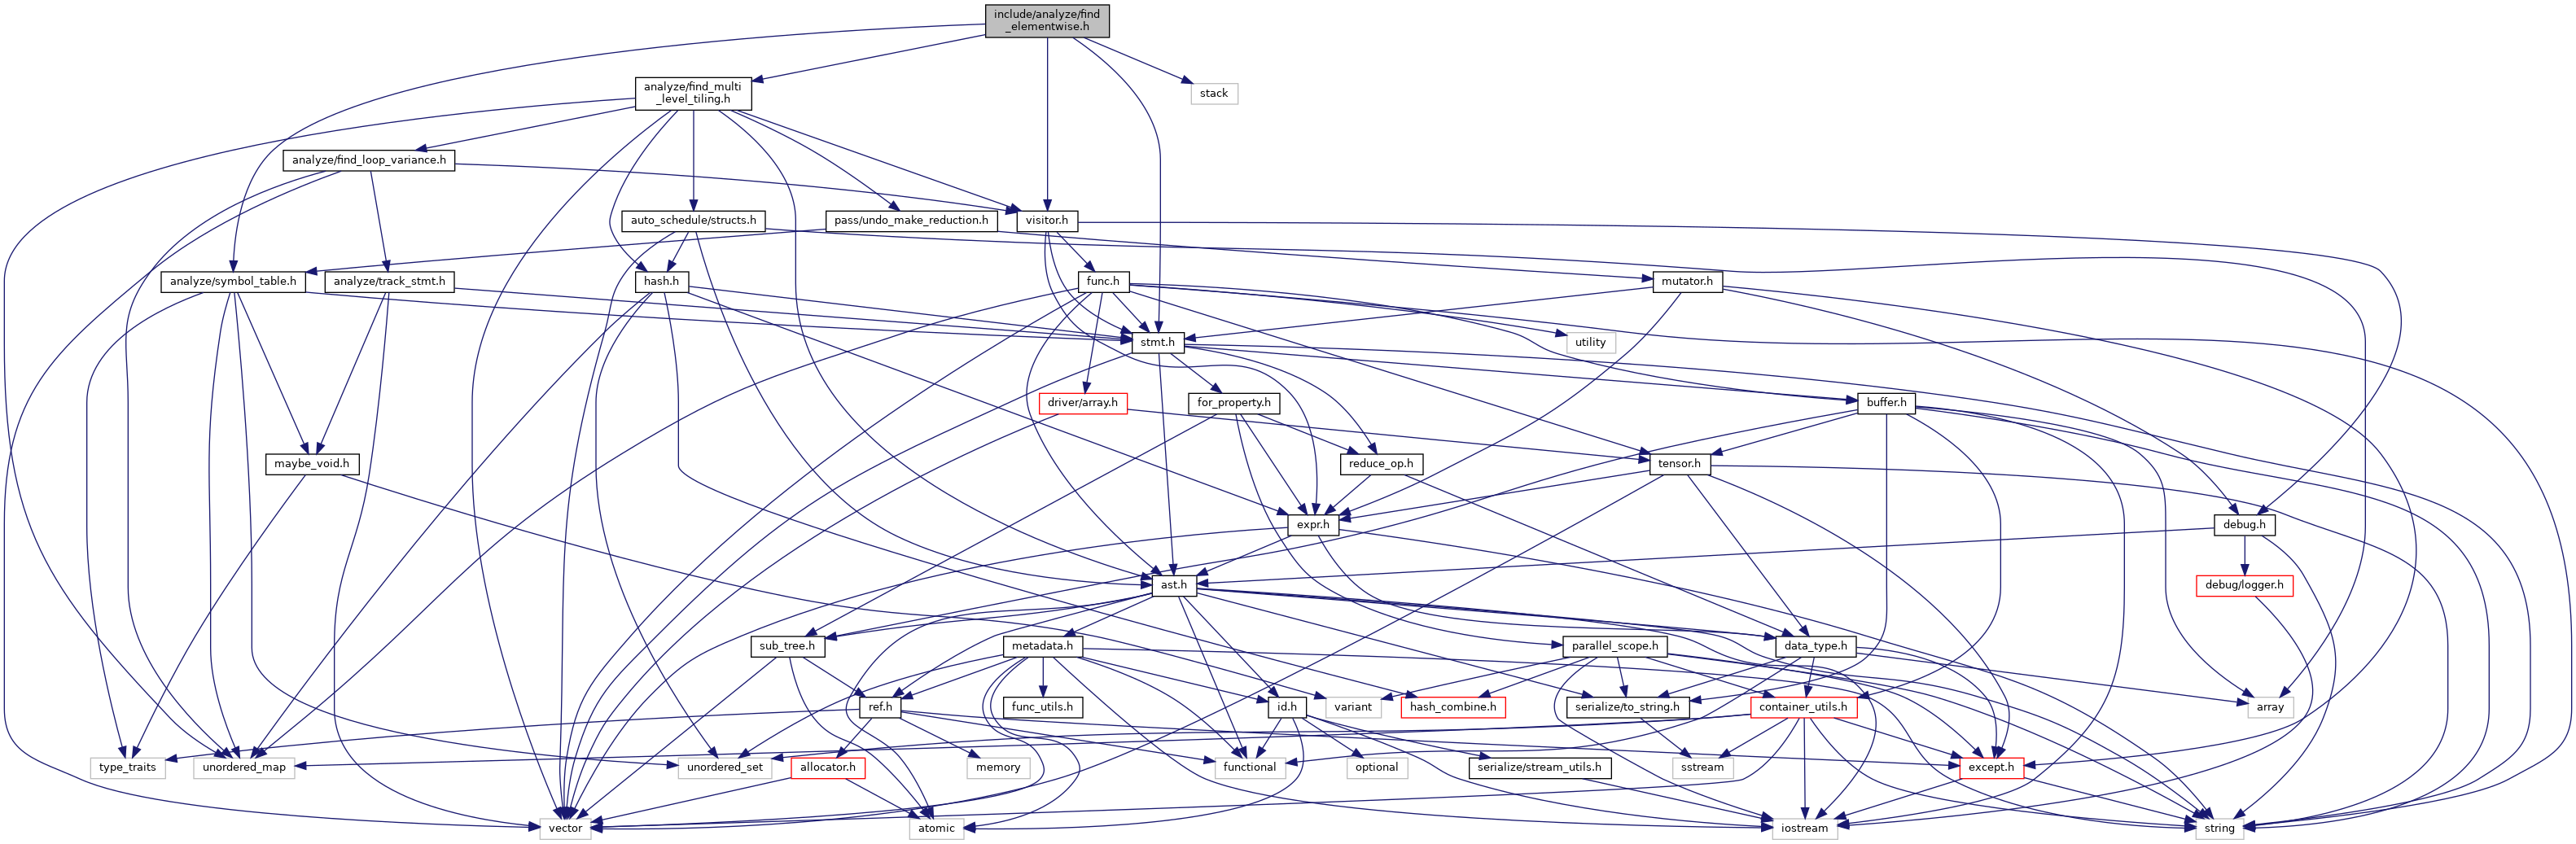 include/analyze/find
_elementwise.h
analyze/find_multi
_level_tiling.h
stack
analyze/find_loop_variance.h
auto_schedule/structs.h
pass/undo_make_reduction.h
visitor.h
analyze/symbol_table.h
analyze/track_stmt.h
hash.h
func.h
mutator.h
stmt.h
utility
driver/array.h
for_property.h
buffer.h
maybe_void.h
reduce_op.h
tensor.h
expr.h
debug.h
ast.h
debug/logger.h
sub_tree.h
metadata.h
parallel_scope.h
data_type.h
ref.h
func_utils.h
id.h
variant
hash_combine.h
serialize/to_string.h
container_utils.h
array
type_traits
unordered_map
unordered_set
allocator.h
memory
functional
optional
serialize/stream_utils.h
sstream
except.h
vector
atomic
iostream
string